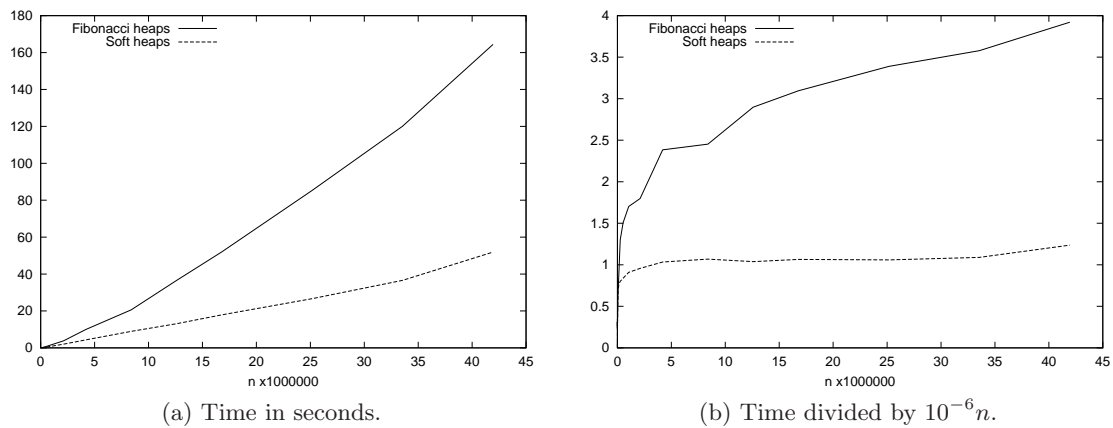 180
160
140
120
100
80
60
40
20
0
Fibonacci heaps
Soft heaps
0 5 10 15 20 25 30 35 40 45
n x1000000
(a) Time in seconds.
4
3.5
3
2.5
2
1.5
1
0.5
0
Fibonacci heaps
Soft heaps
0 5 10 15 20 25 30 35 40 45
n x1000000
(b) Time divided by 10⁻⁶n.